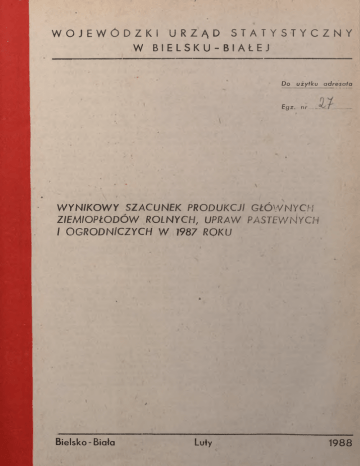 WOJEWÓDZKI URZĄD STATYSTYCZNY
W BIELSKU-BIAŁEJ
Do użytku adresata
Egz. nr 27
WYNIKOWY SZACUNEK PRODUKCJI GŁÓWNYCH
ZIEMIOPŁODÓW ROLNYCH, UPRAW PASTEWNYCH
I OGRODNICZYCH W 1987 ROKU
Bielsko-Biała Luty 1988